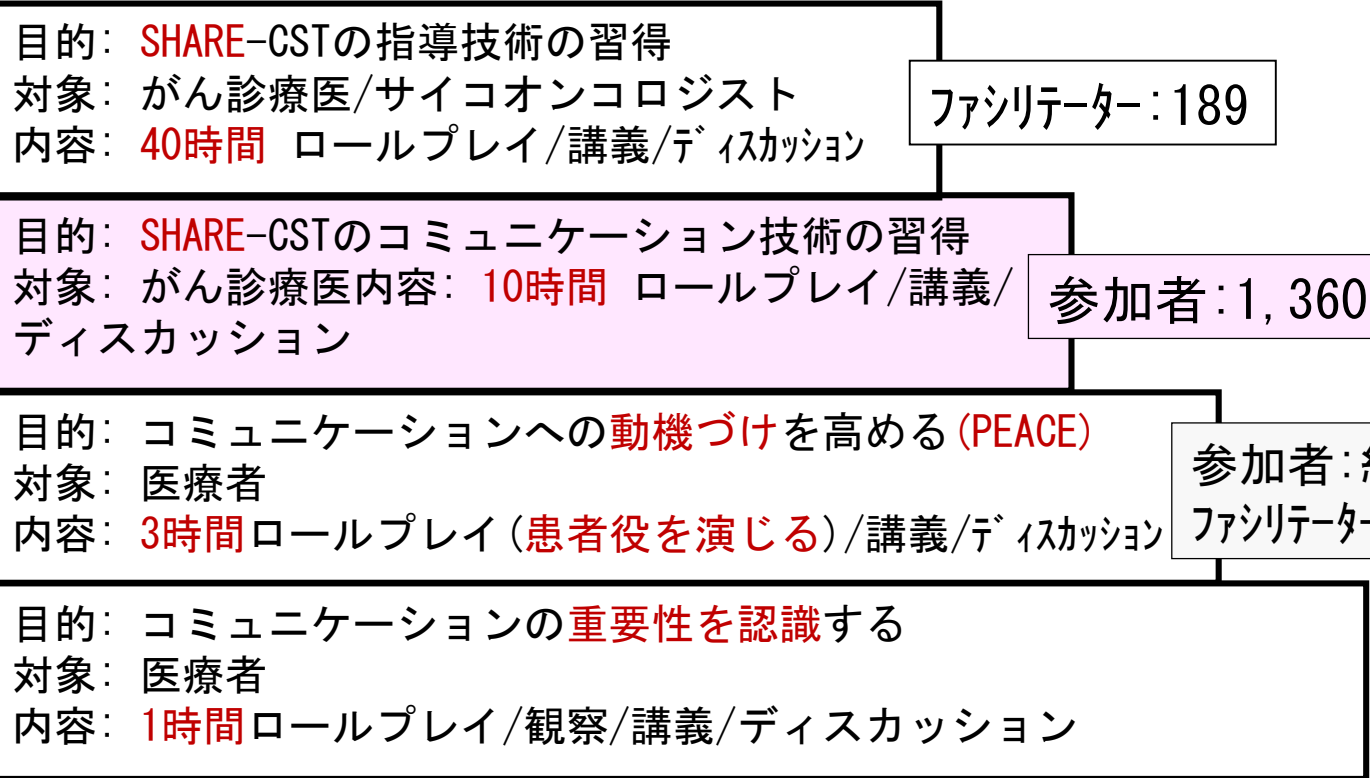 目的: SHARE-CSTの指導技術の習得
対象: がん診療医/サイコオンコロジスト
内容: 40時間 ロールプレイ/講義/ディスカッション
ファシリテーター:189
目的: SHARE-CSTのコミュニケーション技術の習得
対象: がん診療医内容: 10時間 ロールプレイ/講義/
ディスカッション
参加者:1,360
目的: コミュニケーションへの動機づけを高める(PEACE)
対象: 医療者
内容: 3時間ロールプレイ(患者役を演じる)/講義/ディスカッション
参加者:
ファシリテーター
目的: コミュニケーションの重要性を認識する
対象: 医療者
内容: 1時間ロールプレイ/観察/講義/ディスカッション